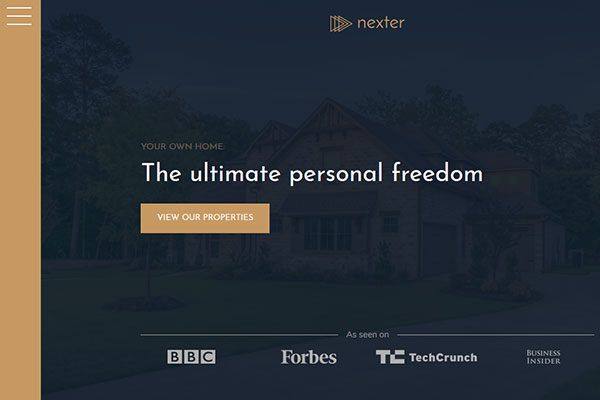 nexter
YOUR OWN HOME:
The ultimate personal freedom
VIEW OUR PROPERTIES
As seen on
BBC
Forbes
TC TechCrunch
BUSINESS
INSIDER